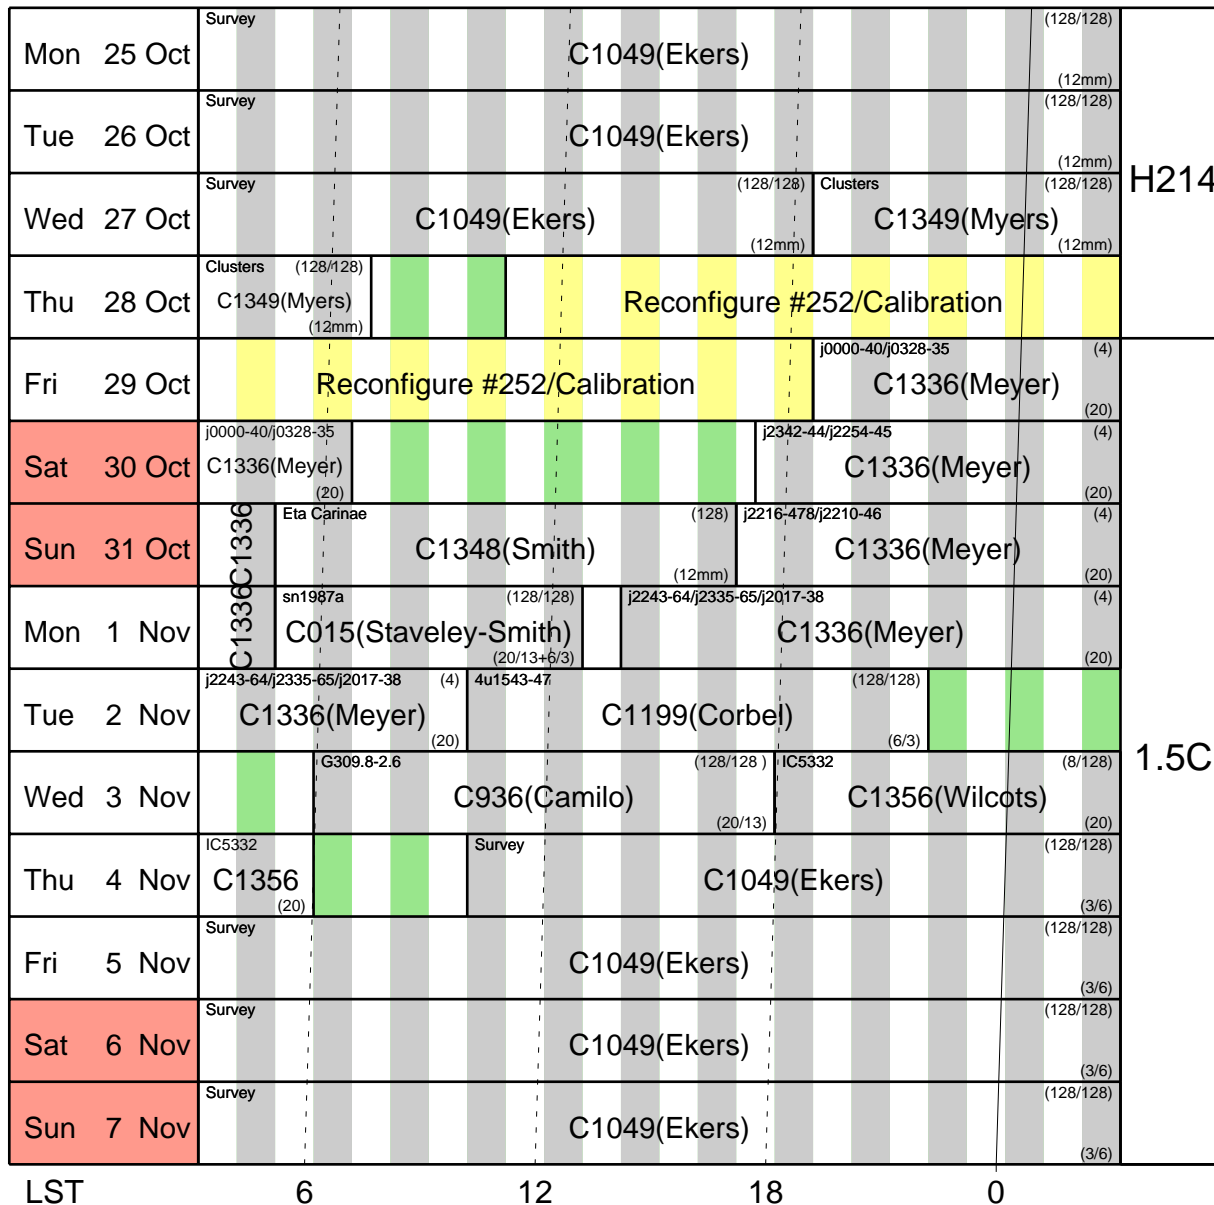 Survey (128/128)
Mon 25 Oct C1049(Ekers)
(12mm)
Survey (128/128)
Tue 26 Oct C1049(Ekers)
(12mm)
H214
Survey (128/128) Clusters (128/128)
Wed 27 Oct C1049(Ekers) C1349(Myers)
(12mm) (12mm)
Clusters (128/128)
Thu 28 Oct C1349(Myers) Reconfigure #252/Calibration
(12mm)
j0000-40/j0328-35 (4)
Fri 29 Oct Reconfigure #252/Calibration C1336(Meyer)
(20)
j0000-40/j0328-35 j2342-44/j2254-45 (4)
Sat 30 Oct C1336(Meyer) C1336(Meyer)
(20) (20)
Eta Carinae (128) j2216-478/j2210-46 (4)
Sun 31 Oct C1336 C1348(Smith) C1336(Meyer)
(12mm) (20)
sn1987a (128/128) j2243-64/j2335-65/j2017-38 (4)
Mon 1 Nov C1336 C015(Staveley-Smith) C1336(Meyer)
(20/13+6/3) (20)
j2243-64/j2335-65/j2017-38 (4) 4u1543-47 (128/128)
Tue 2 Nov C1336(Meyer) C1199(Corbel)
(20) (6/3)
1.5C
G309.8-2.6 (128/128 ) IC5332 (8/128)
Wed 3 Nov C936(Camilo) C1356(Wilcots)
(20/13) (20)
IC5332 Survey (128/128)
Thu 4 Nov C1356 C1049(Ekers)
(20) (3/6)
Survey (128/128)
Fri 5 Nov C1049(Ekers)
(3/6)
Survey (128/128)
Sat 6 Nov C1049(Ekers)
(3/6)
Survey (128/128)
Sun 7 Nov C1049(Ekers)
(3/6)
LST 6 12 18 0